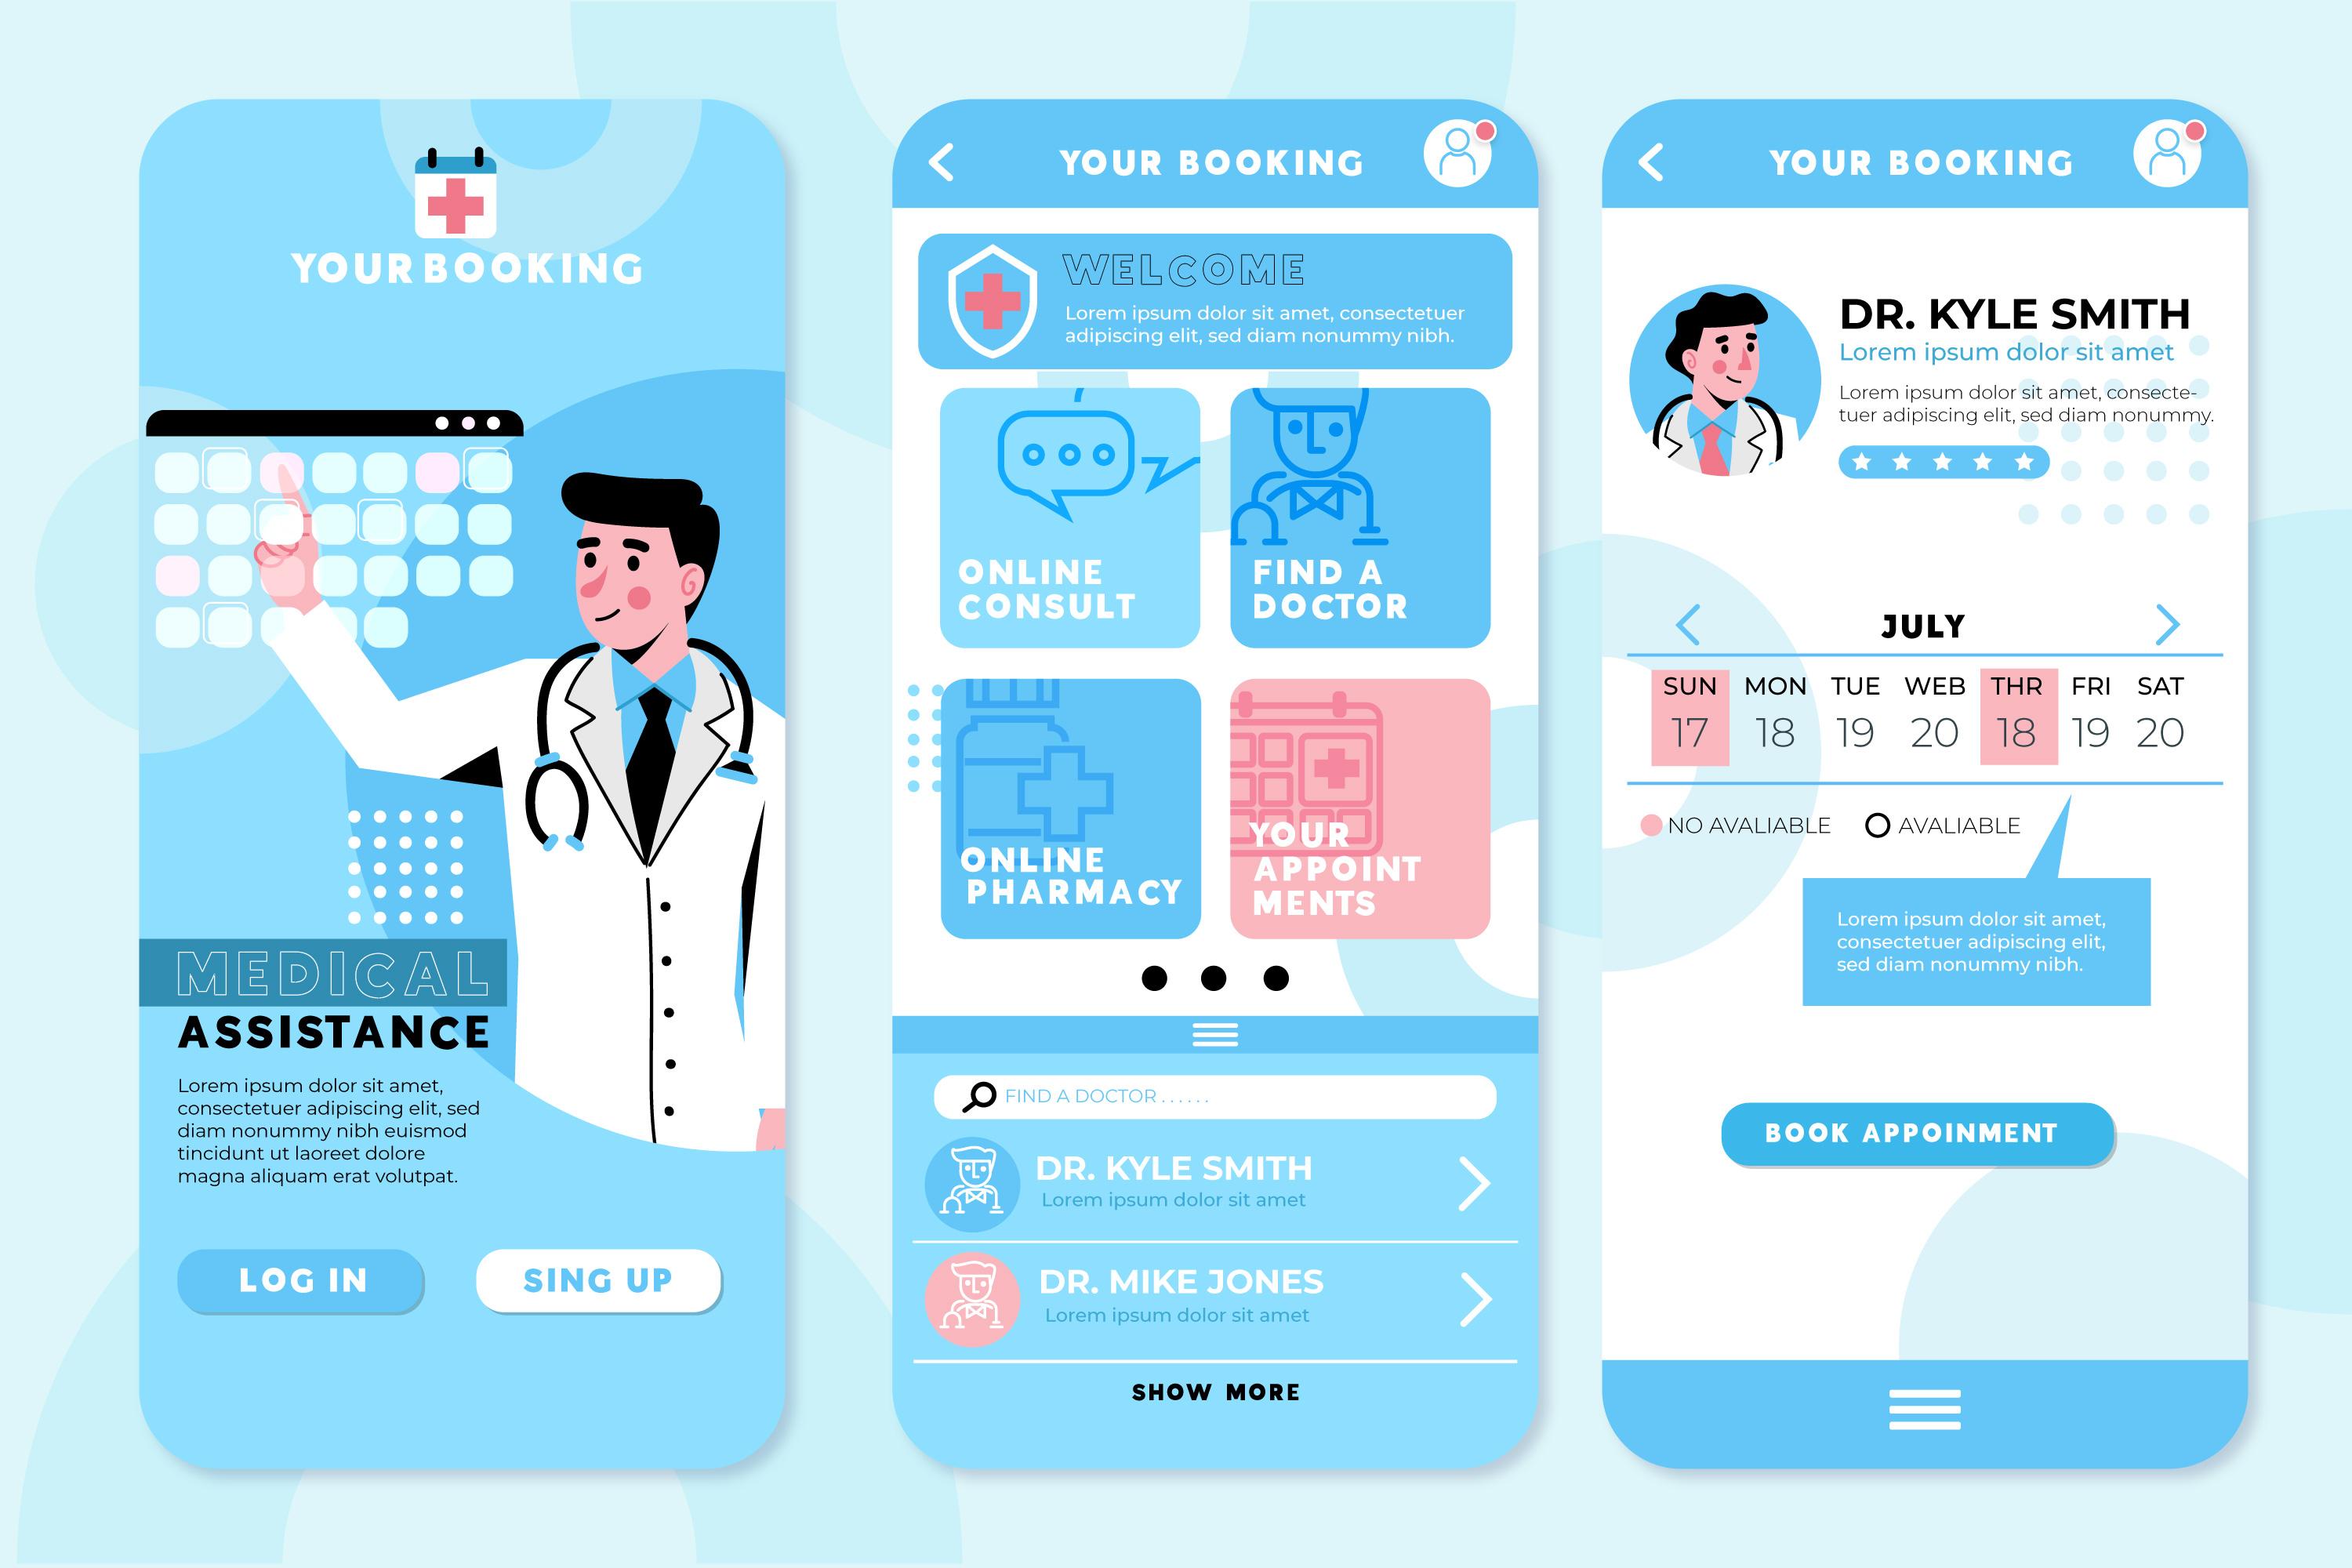 YOUR BOOKING
MEDICAL
ASSISTANCE
Lorem ipsum dolor sit amet,
consectetuer adipiscing elit, sed
diam nonummy nibh euismod
tincidunt ut laoreet dolore
magna aliquam erat volutpat.
LOG IN
SING UP
YOUR BOOKING
WELCOME
Lorem ipsum dolor sit amet, consectetuer
adipiscing elit, sed diam nonummy nibh.
ONLINE
CONSULT
FIND A
DOCTOR
ONLINE
PHARMACY
YOUR
APPOINT
MENTS
FIND A DOCTOR ......
DR. KYLE SMITH
Lorem ipsum dolor sit amet
DR. MIKE JONES
Lorem ipsum dolor sit amet
SHOW MORE
YOUR BOOKING
DR. KYLE SMITH
Lorem ipsum dolor sit amet
Lorem ipsum dolor sit amet, consecte-
tuer adipiscing elit, sed diam nonummy.
JULY
SUN MON TUE WEB THR FRI SAT
17 18 19 20 18 19 20
NO AVALIABLE AVALIABLE
Lorem ipsum dolor sit amet,
consectetuer adipiscing elit,
sed diam nonummy nibh.
BOOK APPOINMENT